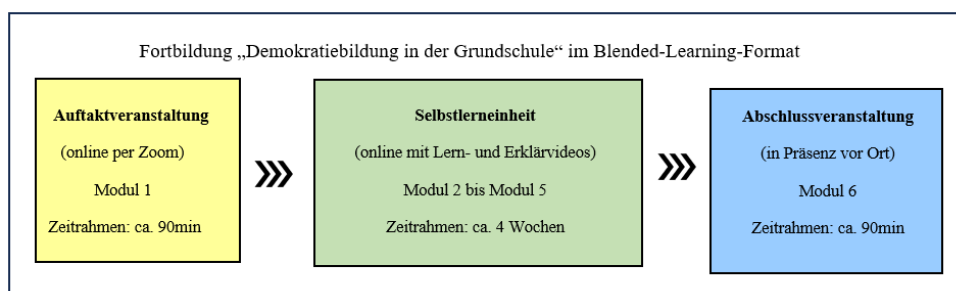 Fortbildung „Demokratiebildung in der Grundschule“ im Blended-Learning-Format
Auftaktveranstaltung
(online per Zoom)
Modul 1
Zeitrahmen: ca. 90min
Selbstlerneinheit
(online mit Lern- und Erklärvideos)
Modul 2 bis Modul 5
Zeitrahmen: ca. 4 Wochen
Abschlussveranstaltung
(in Präsenz vor Ort)
Modul 6
Zeitrahmen: ca. 90min